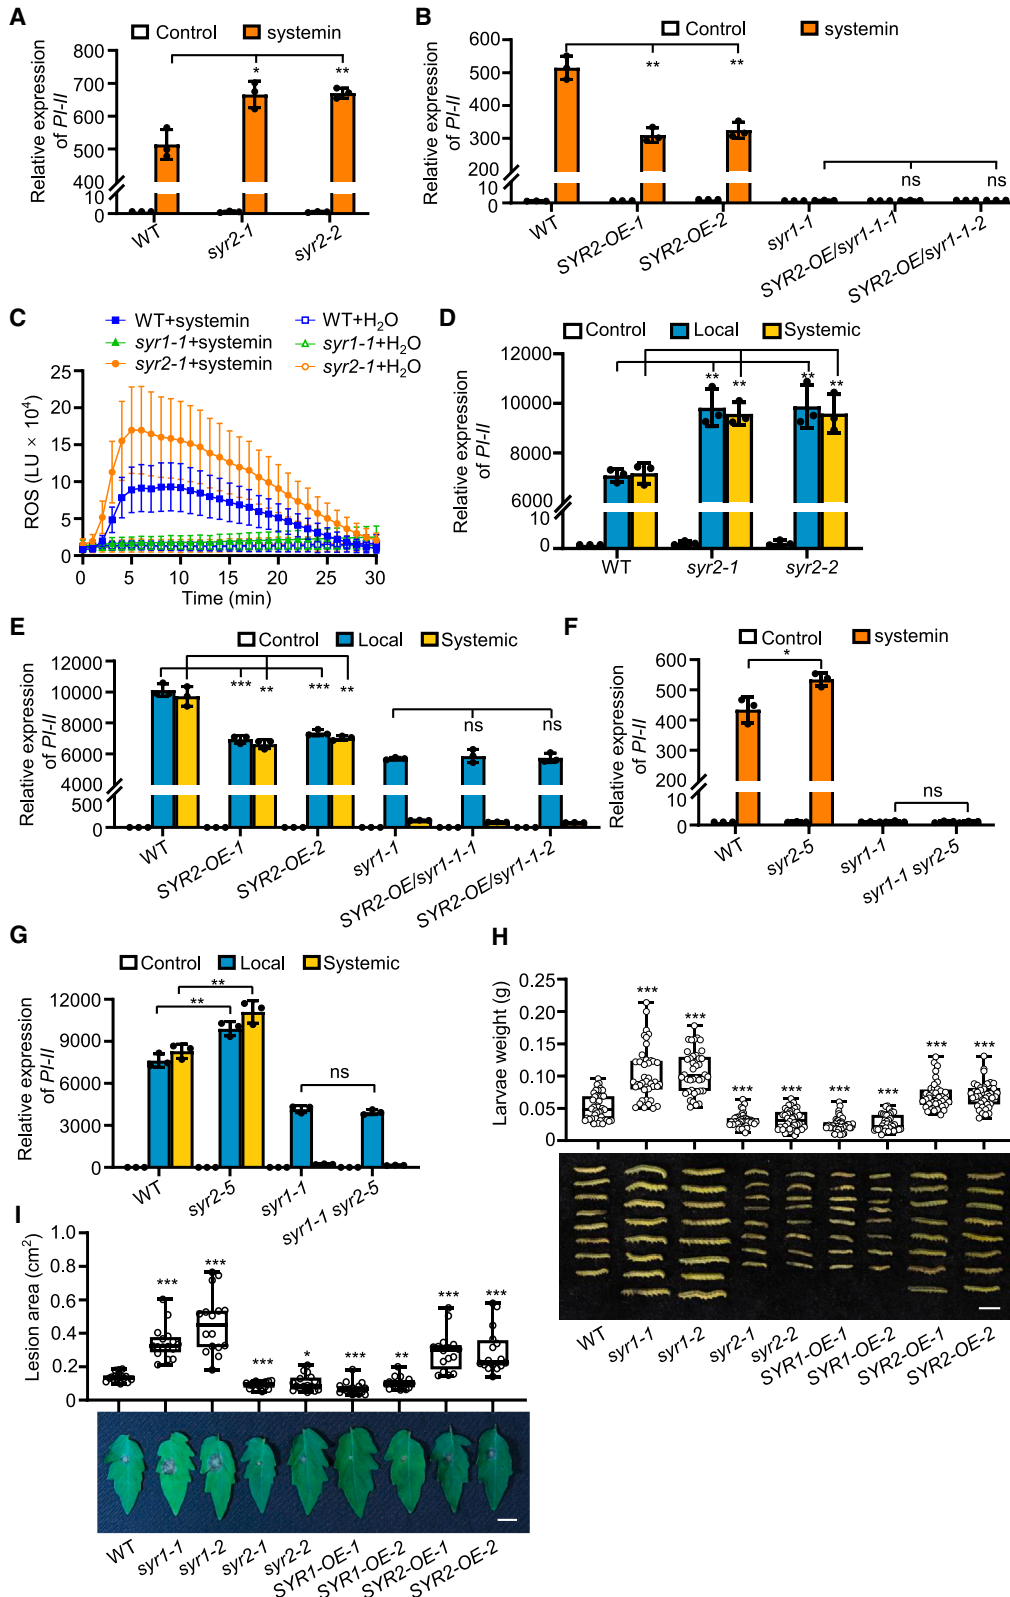 A
Control systemin
Relative expression of PI-II
800
700
600
500
400
10
0
* **
WT syr2-1 syr2-2
B
Control systemin
Relative expression of PI-II
600
500
400
300
200
10
0
** **
ns ns
WT SYR2-OE-1 SYR2-OE-2 syr1-1 SYR2-OE/syr1-1-1 SYR2-OE/syr1-1-2
C
WT+systemin WT+H2O
syr1-1+systemin syr1-1+H2O
syr2-1+systemin syr2-1+H2O
ROS (LU × 10⁴)
25
20
15
10
5
0
0 5 10 15 20 25 30
Time (min)
D
Control Local Systemic
Relative expression of PI-II
12000
10000
8000
6000
10
0
** ** ** **
WT syr2-1 syr2-2
E
Control Local Systemic
Relative expression of PI-II
12000
10000
8000
6000
4000
500
0
*** ** *** **
ns ns
WT SYR2-OE-1 SYR2-OE-2 syr1-1 SYR2-OE/syr1-1-1 SYR2-OE/syr1-1-2
F
Control systemin
Relative expression of PI-II
600
500
400
300
200
10
0
*
ns
WT syr2-5 syr1-1 syr1-1 syr2-5
G
Control Local Systemic
Relative expression of PI-II
12000
9000
6000
3000
0
** **
ns
WT syr2-5 syr1-1 syr1-1 syr2-5
H
Larvae weight (g)
0.25
0.20
0.15
0.10
0.05
0
*** *** *** *** *** *** *** ***
WT syr1-1 syr1-2 syr2-1 syr2-2 SYR1-OE-1 SYR1-OE-2 SYR2-OE-1 SYR2-OE-2
I
Lesion area (cm²)
1.0
0.8
0.6
0.4
0.2
0
*** *** *** * *** ** *** ***
WT syr1-1 syr1-2 syr2-1 syr2-2 SYR1-OE-1 SYR1-OE-2 SYR2-OE-1 SYR2-OE-2